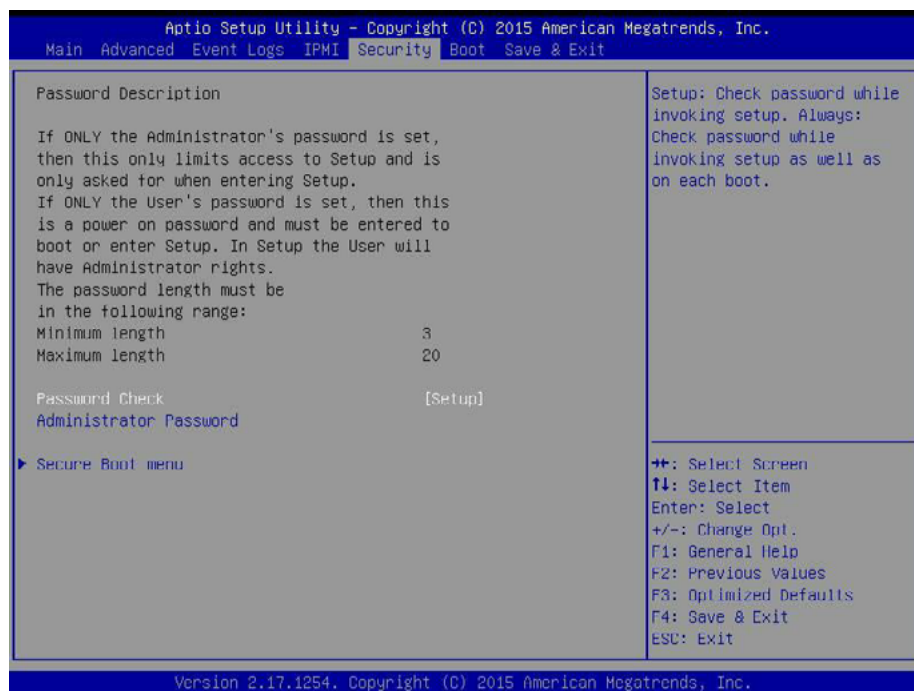 Aptio Setup Utility – Copyright (C) 2015 American Megatrends, Inc.
Main Advanced Event Logs IPMI Security Boot Save & Exit
Password Description
If ONLY the Administrator's password is set,
then this only limits access to Setup and is
only asked for when entering Setup.
If ONLY the User's password is set, then this
is a power on password and must be entered to
boot or enter Setup. In Setup the User will
have Administrator rights.
The password length must be
in the following range:
Minimum length 3
Maximum length 20
Password Check [Setup]
Administrator Password
Secure Boot menu
Setup: Check password while
invoking setup. Always:
Check password while
invoking setup as well as
on each boot.
→←: Select Screen
↑↓: Select Item
Enter: Select
+/-: Change Opt.
F1: General Help
F2: Previous Values
F3: Optimized Defaults
F4: Save & Exit
ESC: Exit
Version 2.17.1254. Copyright (C) 2015 American Megatrends, Inc.